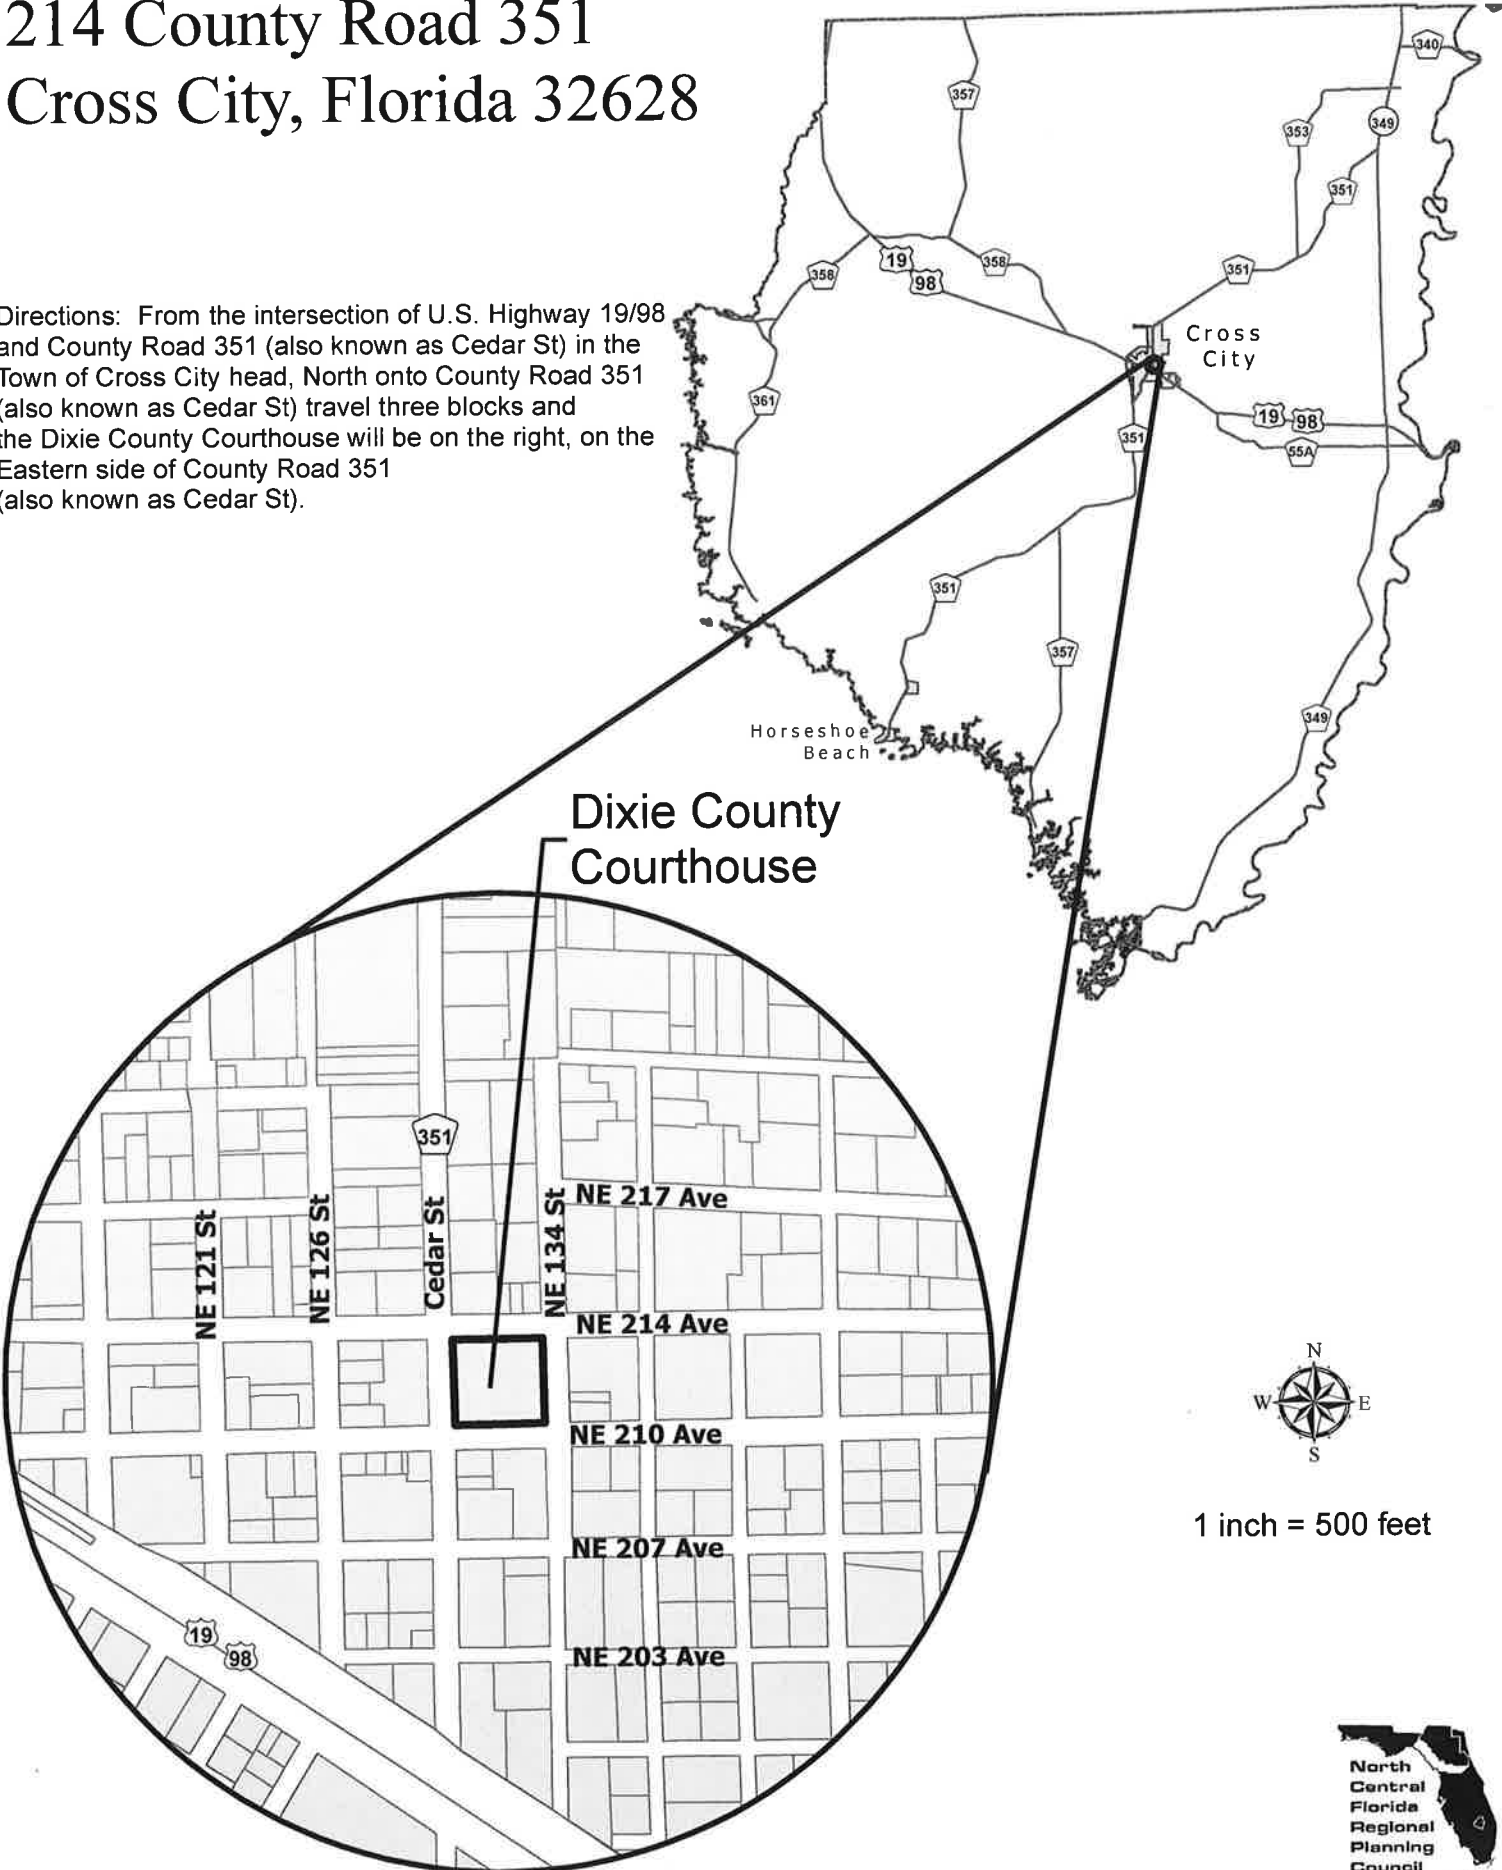 214 County Road 351
Cross City, Florida 32628
Directions: From the intersection of U.S. Highway 19/98
and County Road 351 (also known as Cedar St) in the
Town of Cross City head, North onto County Road 351
(also known as Cedar St) travel three blocks and
the Dixie County Courthouse will be on the right, on the
Eastern side of County Road 351
(also known as Cedar St).
340
357
353
349
351
358
19
98
358
351
Cross
City
361
19
98
351
55A
351
357
349
Horseshoe
Beach
Dixie County
Courthouse
351
NE 217 Ave
NE 121 St
NE 126 St
Cedar St
NE 134 St
NE 214 Ave
NE 210 Ave
NE 207 Ave
NE 203 Ave
19
98
N
W
E
S
1 inch = 500 feet
North
Central
Florida
Regional
Planning
Council